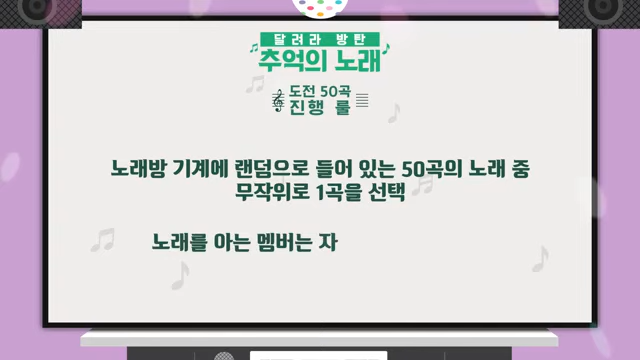 달려라 방탄
추억의 노래
도전 50곡
진행 룰
노래방 기계에 랜덤으로 들어 있는 50곡의 노래 중
무작위로 1곡을 선택
노래를 아는 멤버는 자